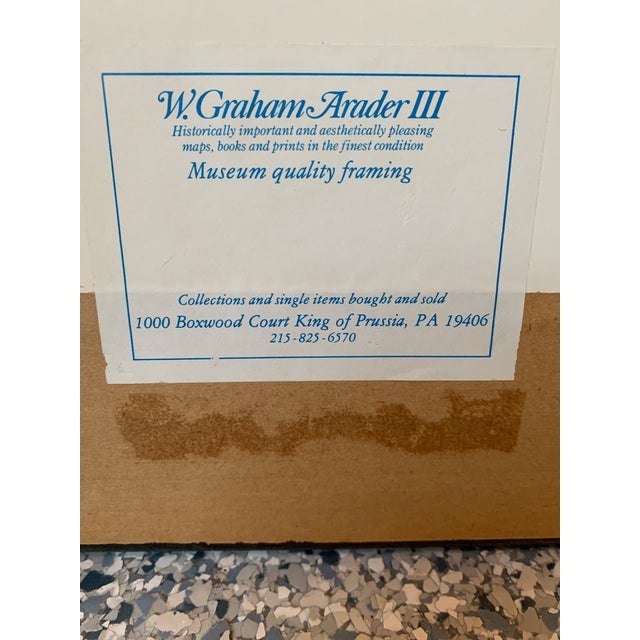 W. Graham Arader III
Historically important and aesthetically pleasing
maps, books and prints in the finest condition
Museum quality framing
Collections and single items bought and sold
1000 Boxwood Court King of Prussia, PA 19406
215-825-6570